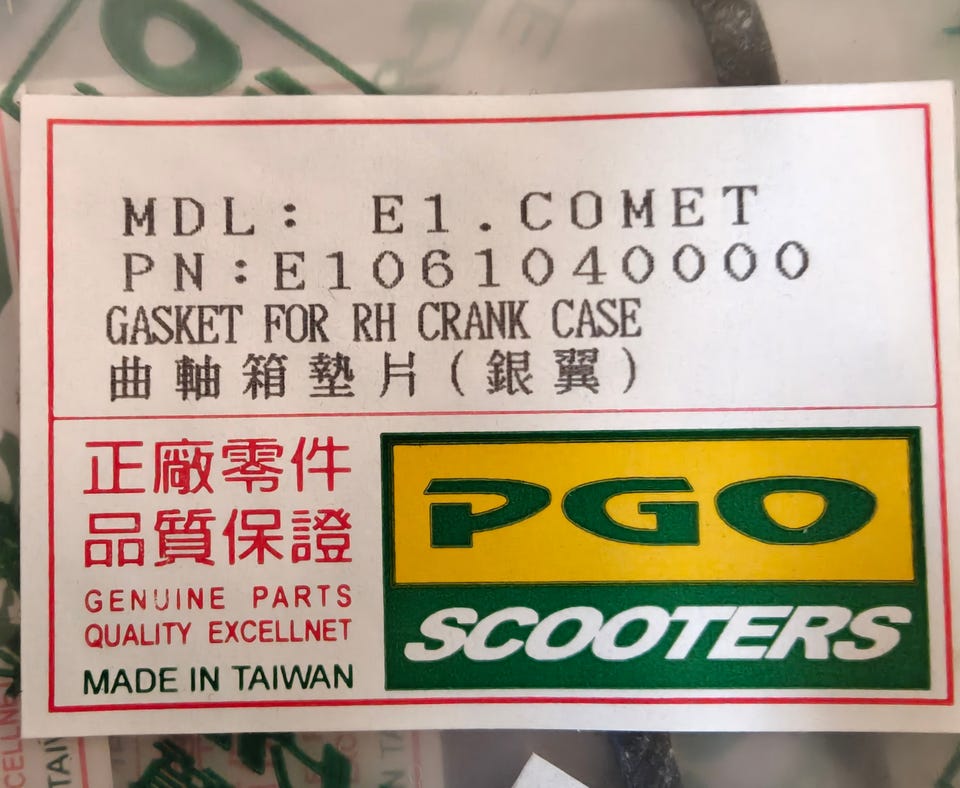 MDL: E1.COMET
PN:E1061040000
GASKET FOR RH CRANK CASE
曲軸箱墊片(銀翼)
正廠零件
品質保證
GENUINE PARTS
QUALITY EXCELLNET
MADE IN TAIWAN
PGO
SCOOTERS